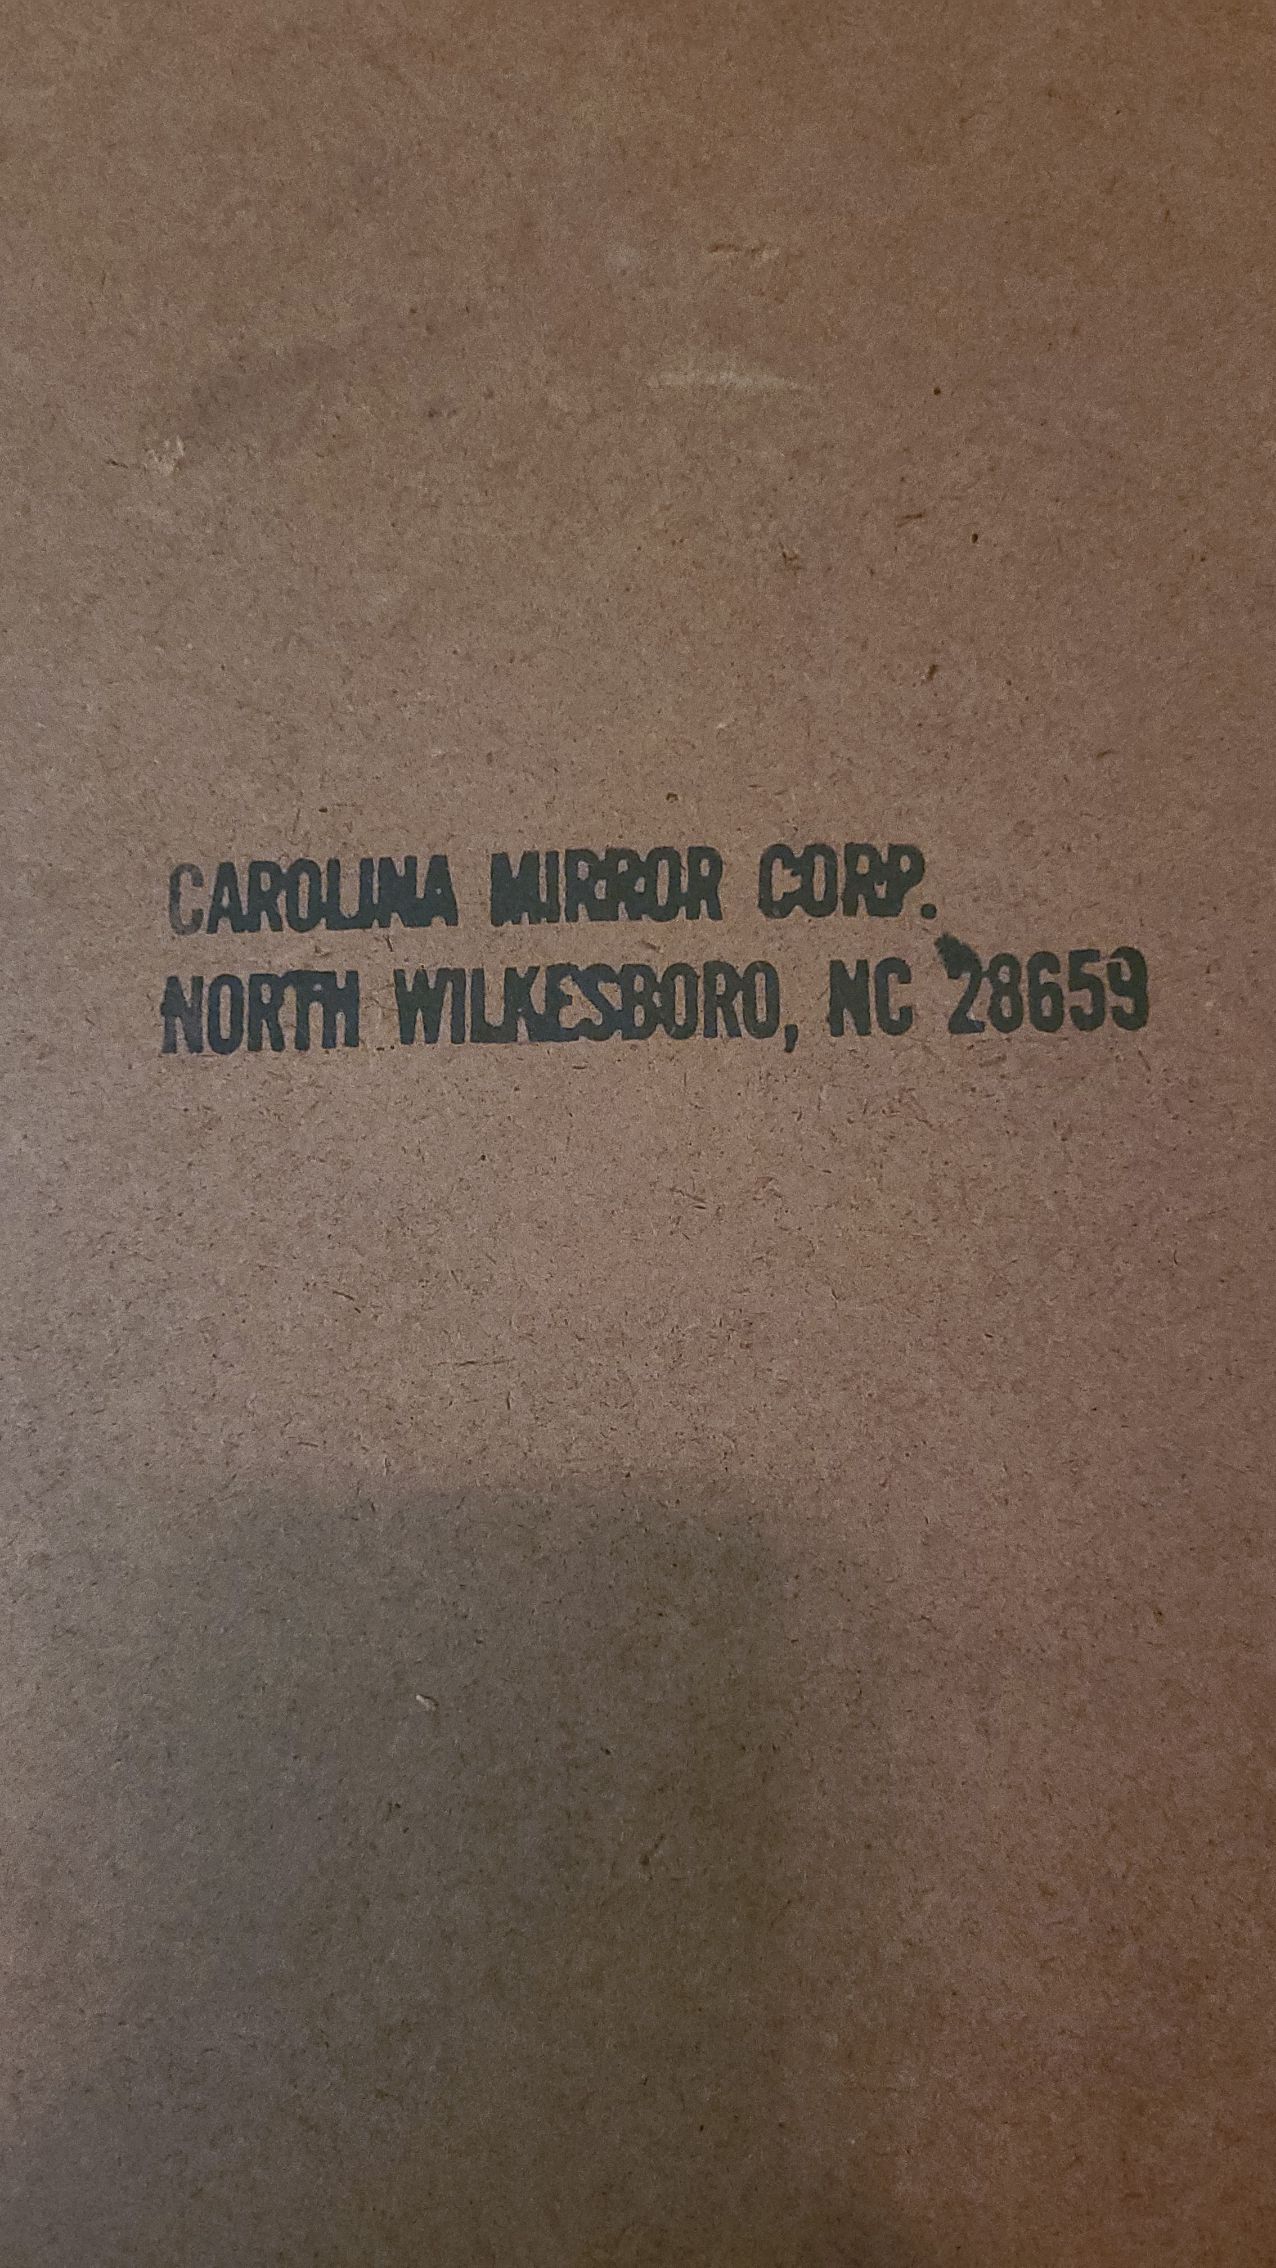 CAROLINA MIRROR CORP.
NORTH WILKESBORO, NC 28659